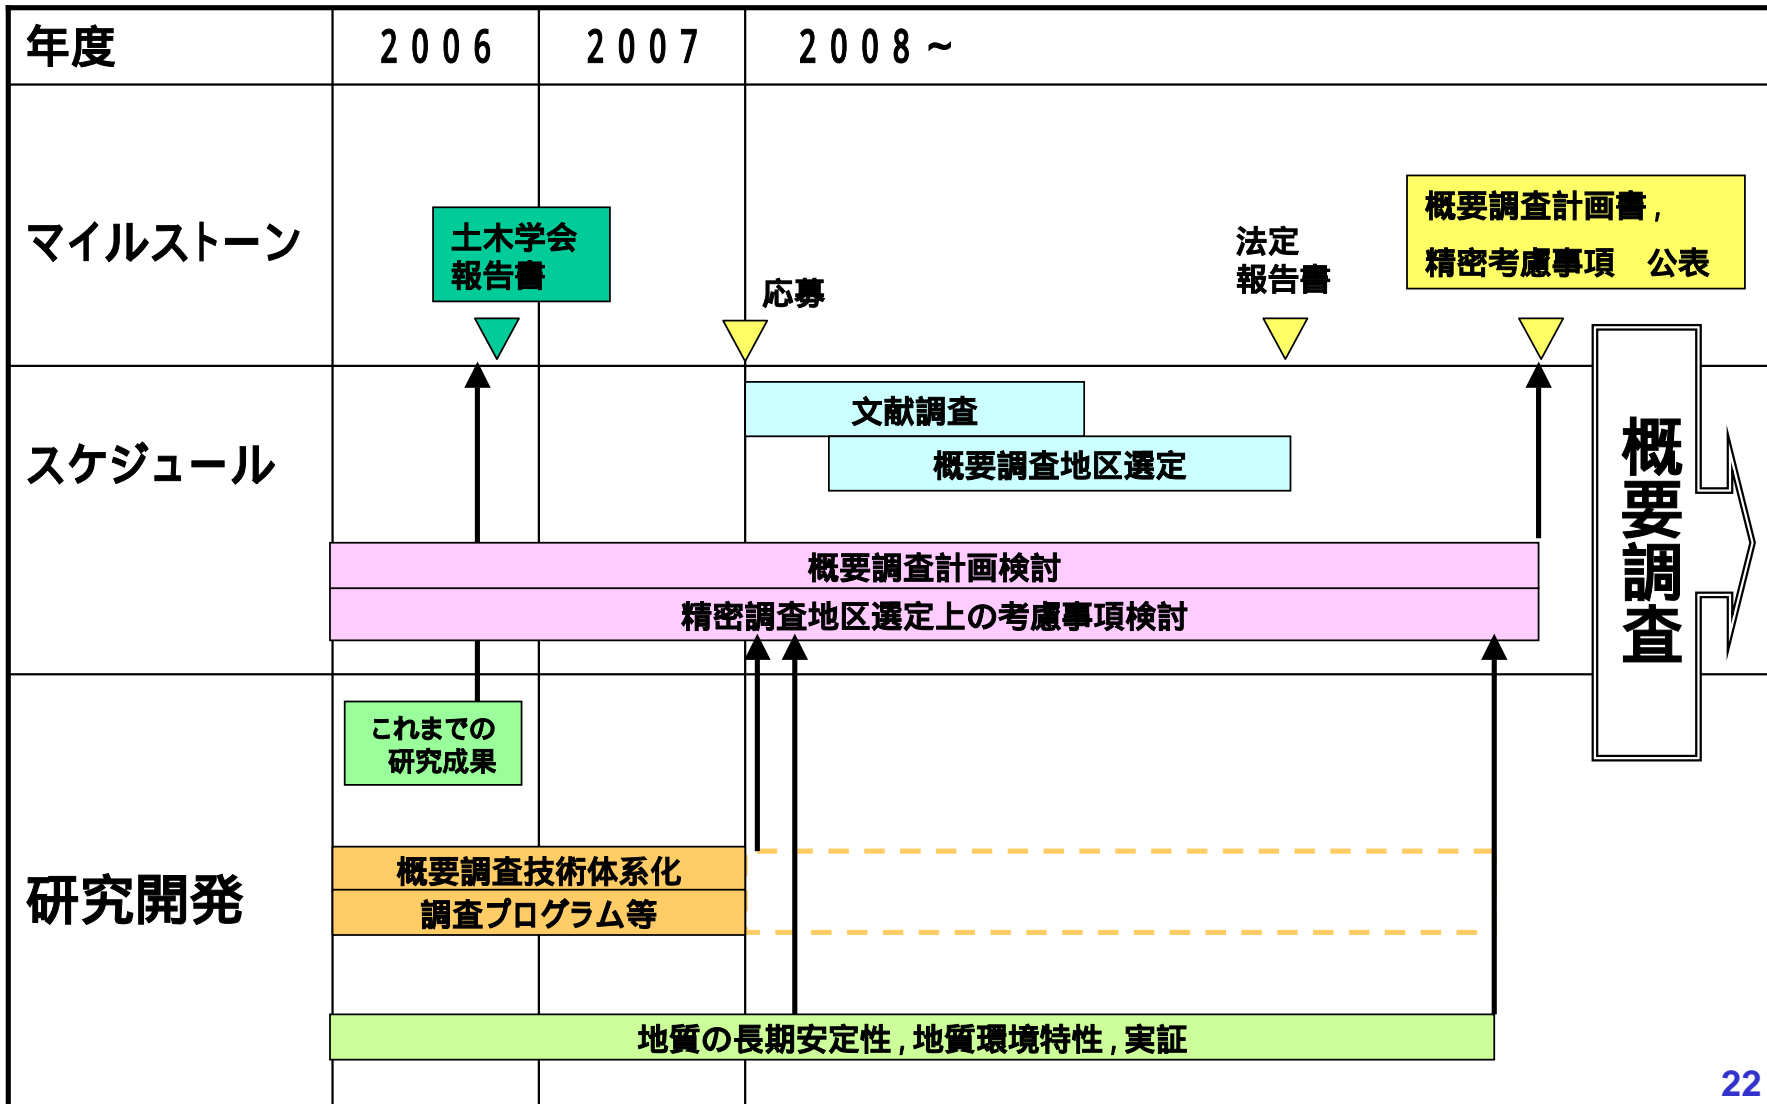 年度
２００６
２００７
２００８～
マイルストーン
土木学会
報告書
応募
法定
報告書
概要調査計画書，
精密考慮事項　公表
スケジュール
文献調査
概要調査地区選定
概要調査計画検討
精密調査地区選定上の考慮事項検討
概要調査
研究開発
これまでの
研究成果
概要調査技術体系化
調査プログラム等
地質の長期安定性，地質環境特性，実証
22